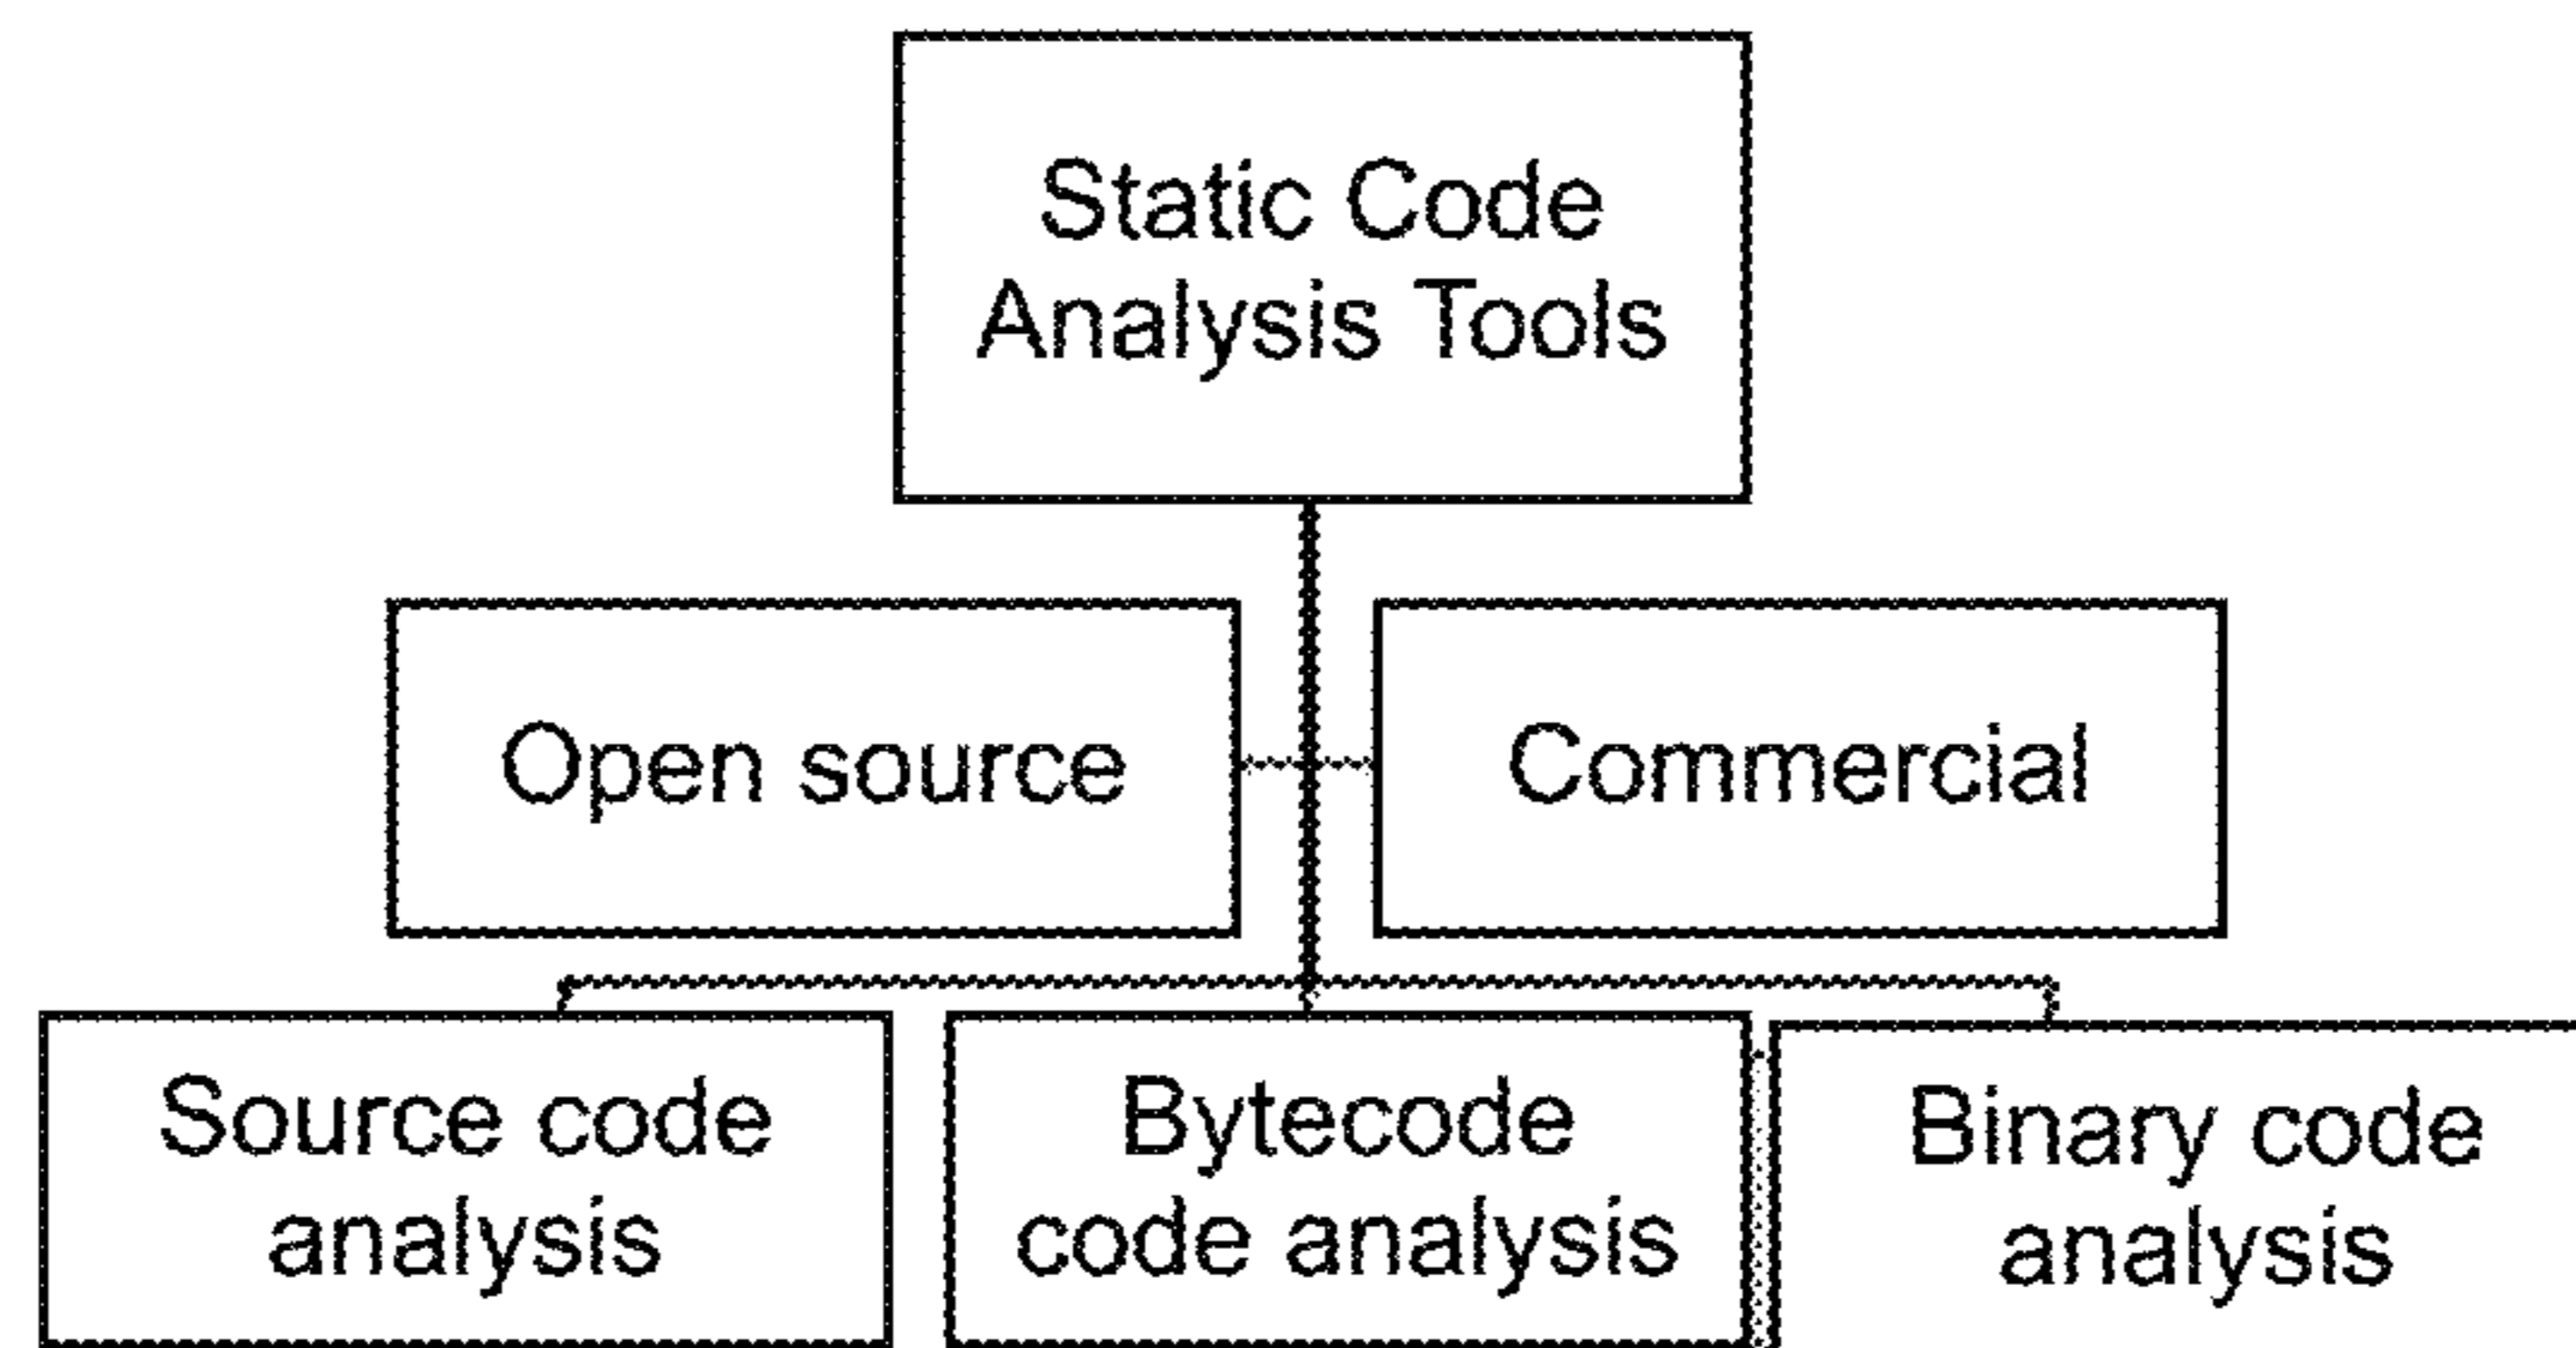 Static Code
Analysis Tools
Open source
Commercial
Source code
analysis
Bytecode
code analysis
Binary code
analysis